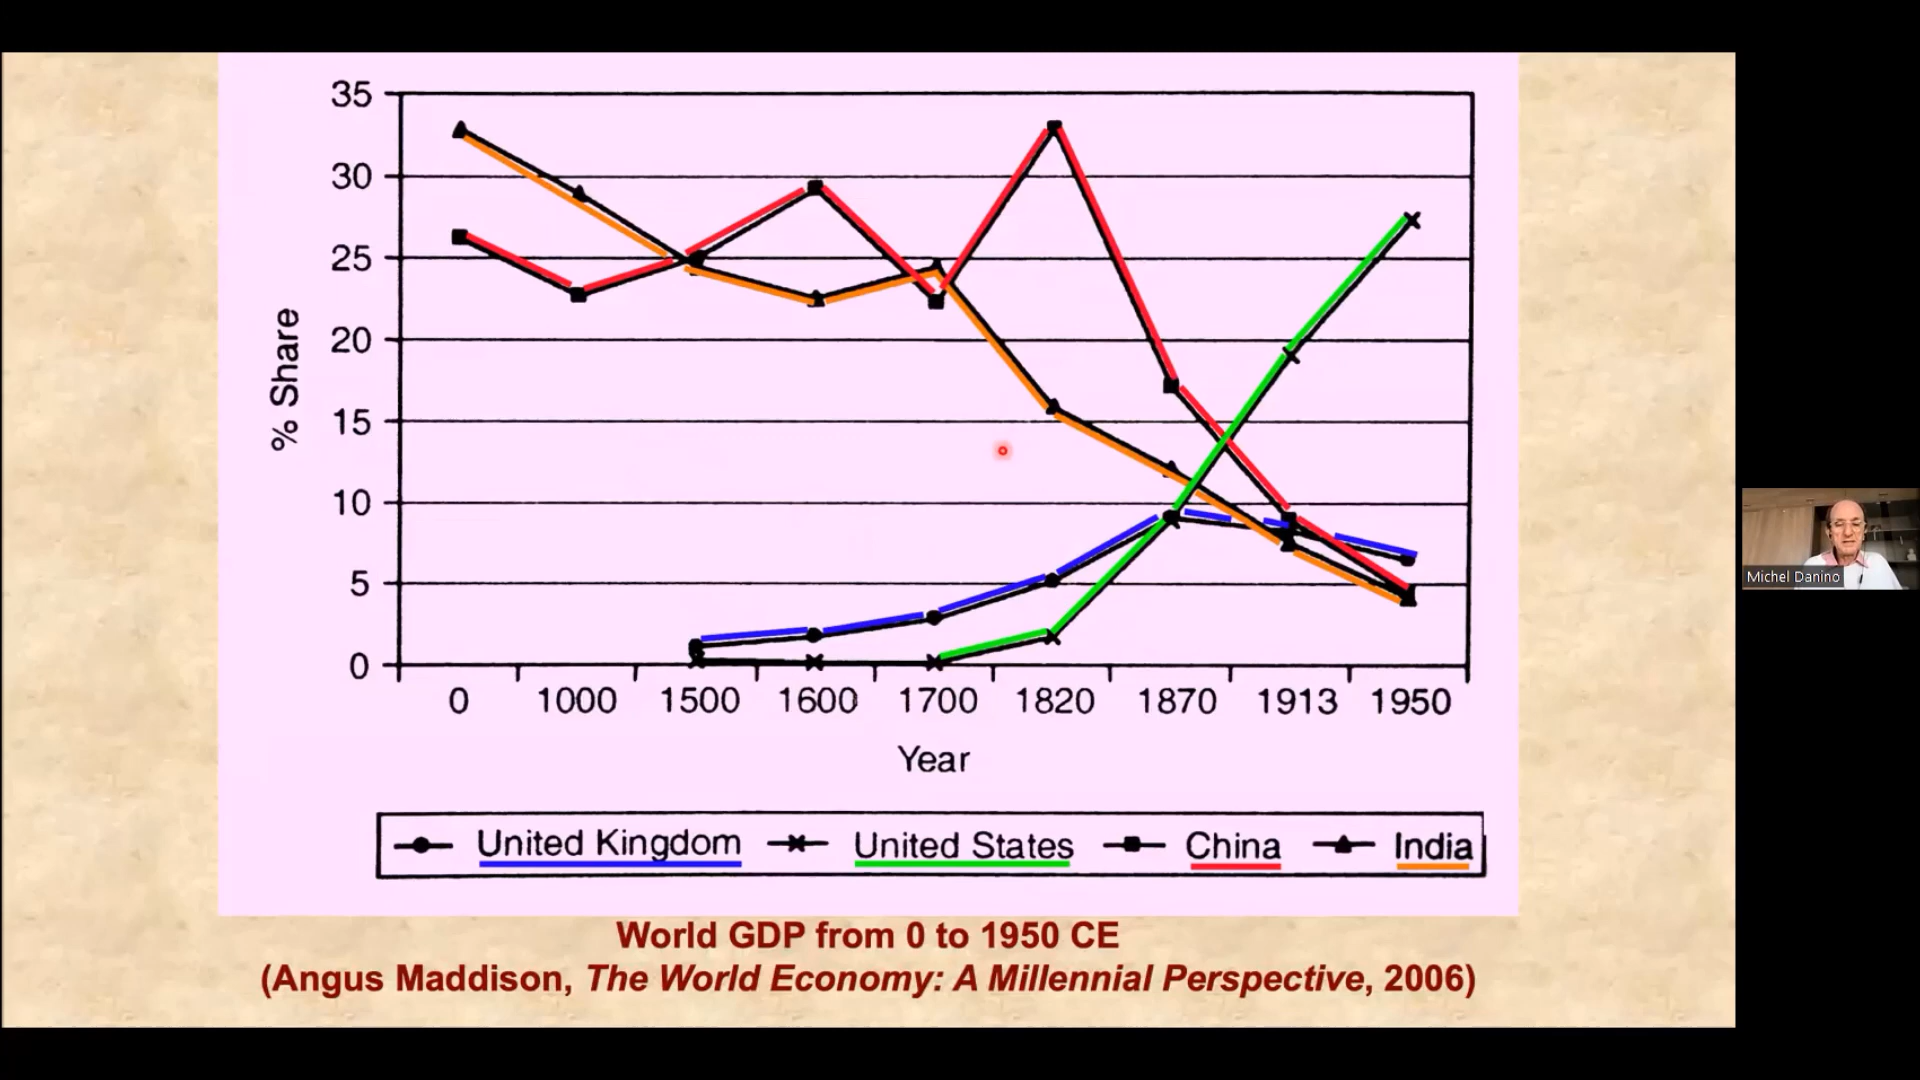 35
30
25
20
15
10
5
0
% Share
0 1000 1500 1600 1700 1820 1870 1913 1950
Year
United Kingdom United States China India
World GDP from 0 to 1950 CE
(Angus Maddison, The World Economy: A Millennial Perspective, 2006)
Michel Danino